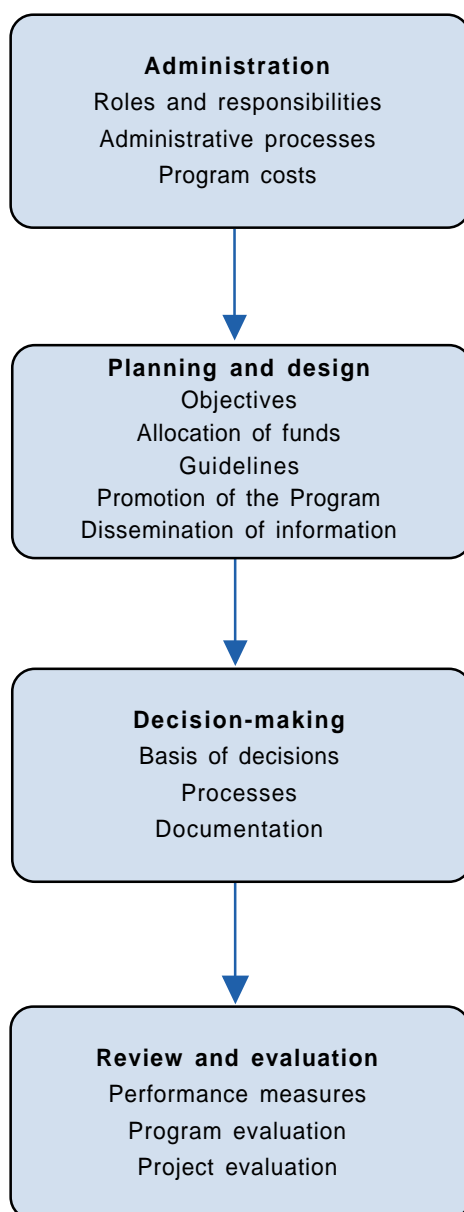 Administration
Roles and responsibilities
Administrative processes
Program costs
Planning and design
Objectives
Allocation of funds
Guidelines
Promotion of the Program
Dissemination of information
Decision-making
Basis of decisions
Processes
Documentation
Review and evaluation
Performance measures
Program evaluation
Project evaluation